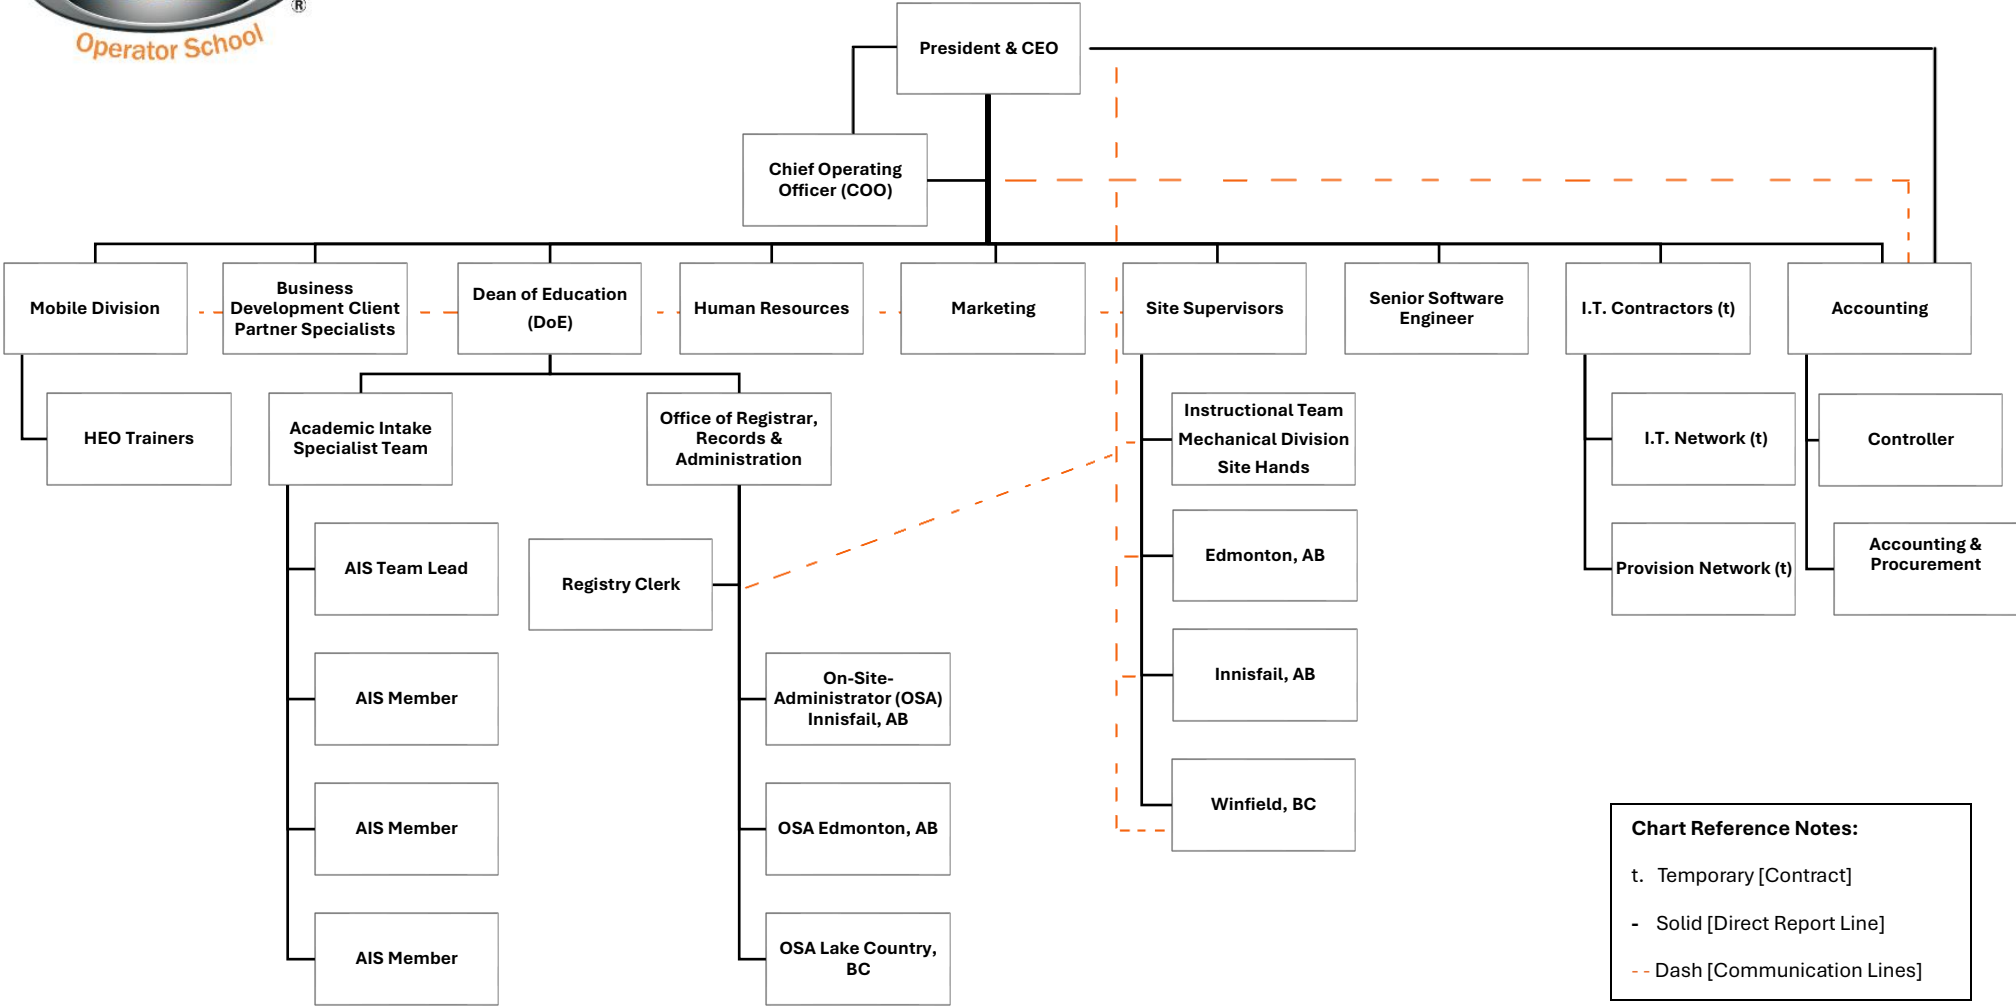 ®
Operator School
President & CEO
Chief Operating
Officer (COO)
Mobile Division
Business
Development Client
Partner Specialists
Dean of Education
(DoE)
Human Resources
Marketing
Site Supervisors
Senior Software
Engineer
I.T. Contractors (t)
Accounting
HEO Trainers
Academic Intake
Specialist Team
Office of Registrar,
Records &
Administration
Instructional Team
Mechanical Division
Site Hands
I.T. Network (t)
Controller
AIS Team Lead
Registry Clerk
Edmonton, AB
Provision Network (t)
Accounting &
Procurement
AIS Member
On-Site-
Administrator (OSA)
Innisfail, AB
Innisfail, AB
AIS Member
OSA Edmonton, AB
Winfield, BC
AIS Member
OSA Lake Country,
BC
Chart Reference Notes:
t. Temporary [Contract]
- Solid [Direct Report Line]
-- Dash [Communication Lines]